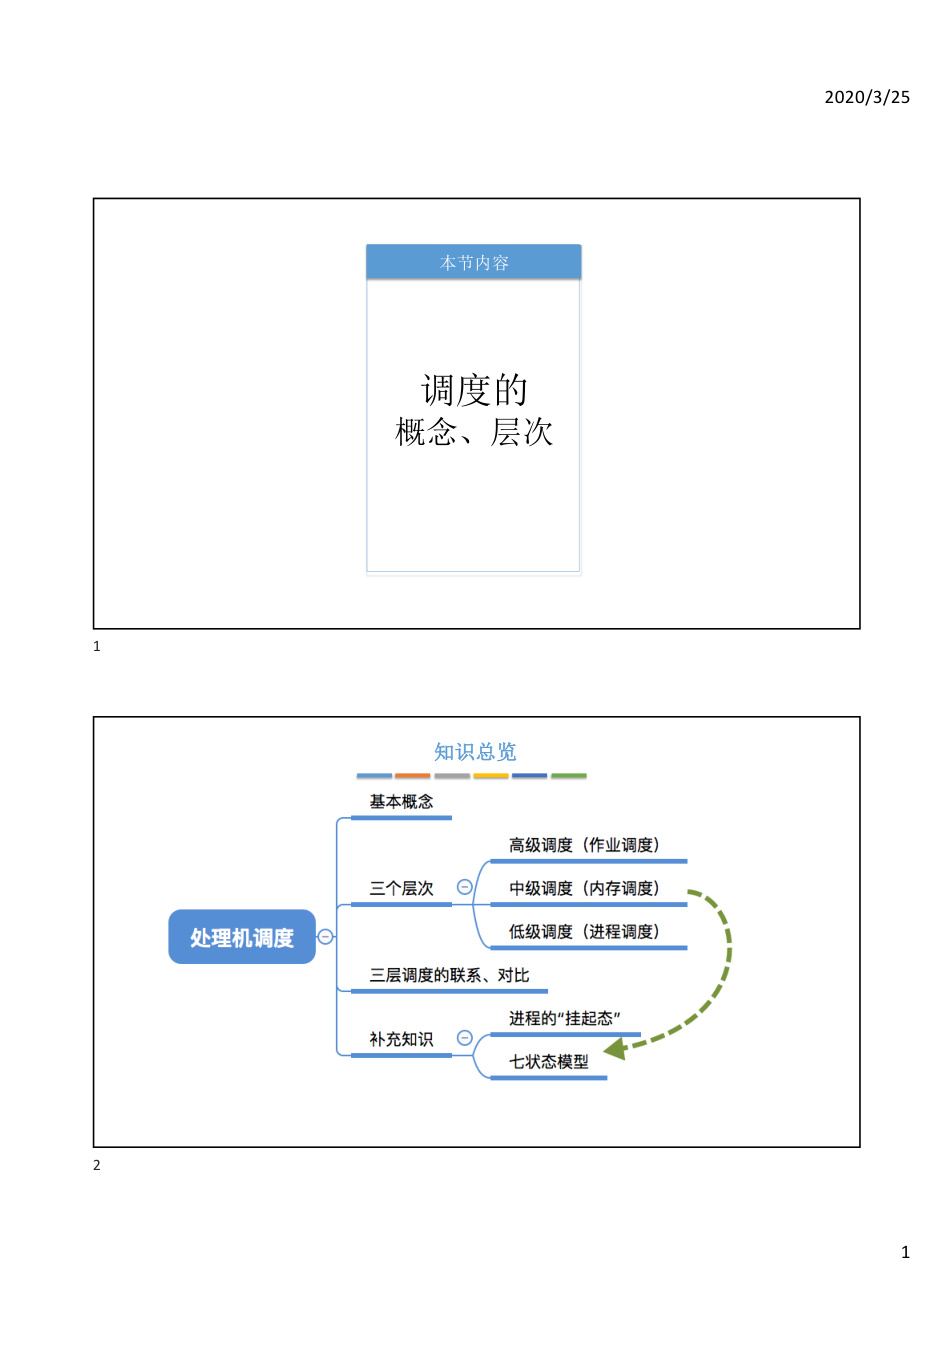 2020/3/25
本节内容
调度的
概念、层次
1
知识总览
基本概念
高级调度（作业调度）
三个层次
中级调度（内存调度）
低级调度（进程调度）
处理机调度
三层调度的联系、对比
进程的“挂起态”
补充知识
七状态模型
2
1